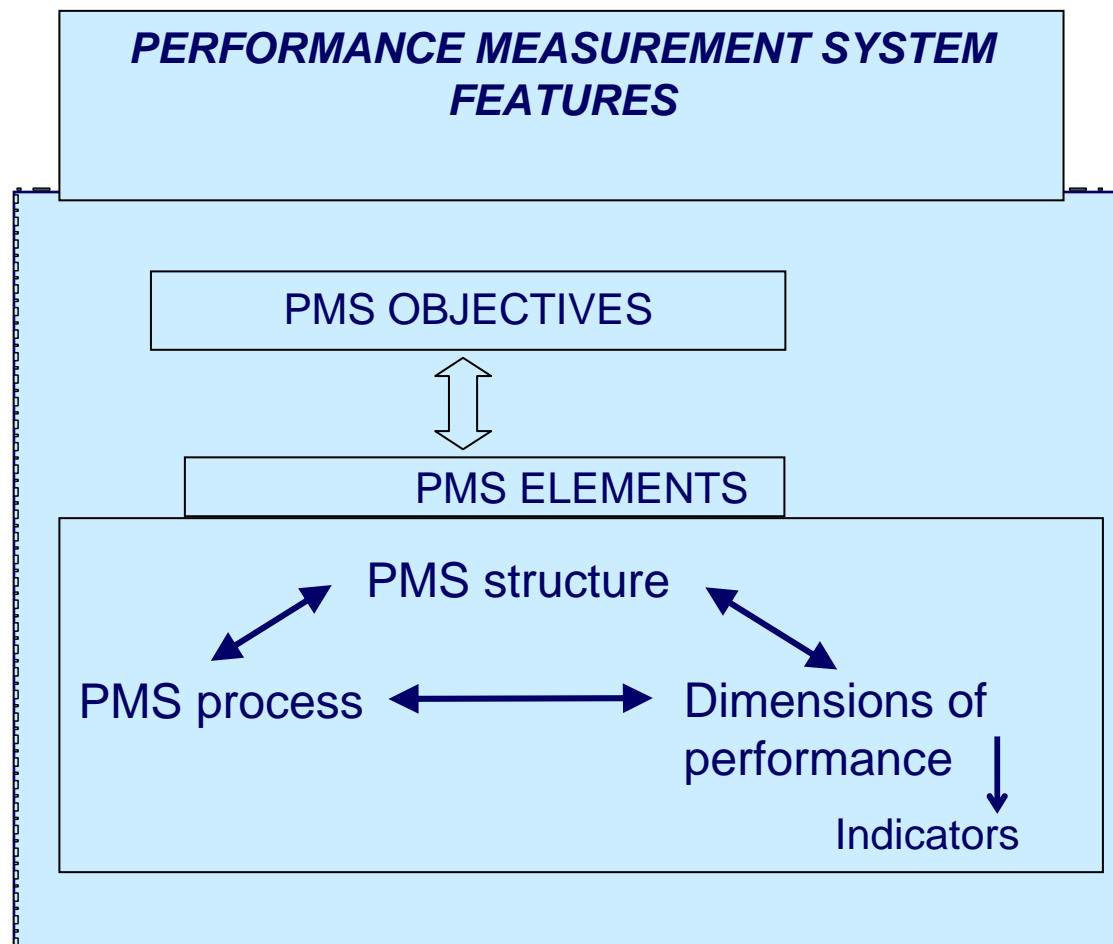 PERFORMANCE MEASUREMENT SYSTEM
FEATURES
PMS OBJECTIVES
PMS ELEMENTS
PMS structure
PMS process
Dimensions of
performance
Indicators